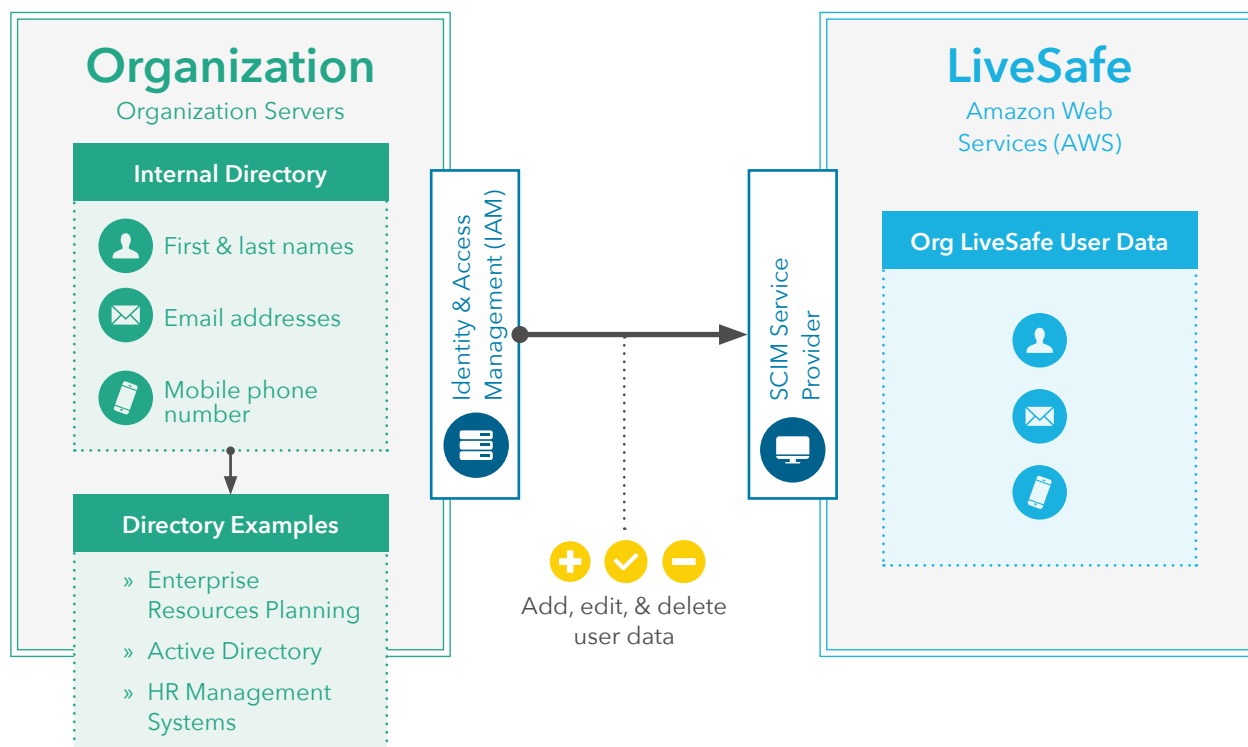 Organization
Organization Servers
Internal Directory
First & last names
Email addresses
Mobile phone
number
Directory Examples
» Enterprise
Resources Planning
» Active Directory
» HR Management
Systems
Identity & Access
Management (IAM)
Add, edit, & delete
user data
SCIM Service
Provider
LiveSafe
Amazon Web
Services (AWS)
Org LiveSafe User Data